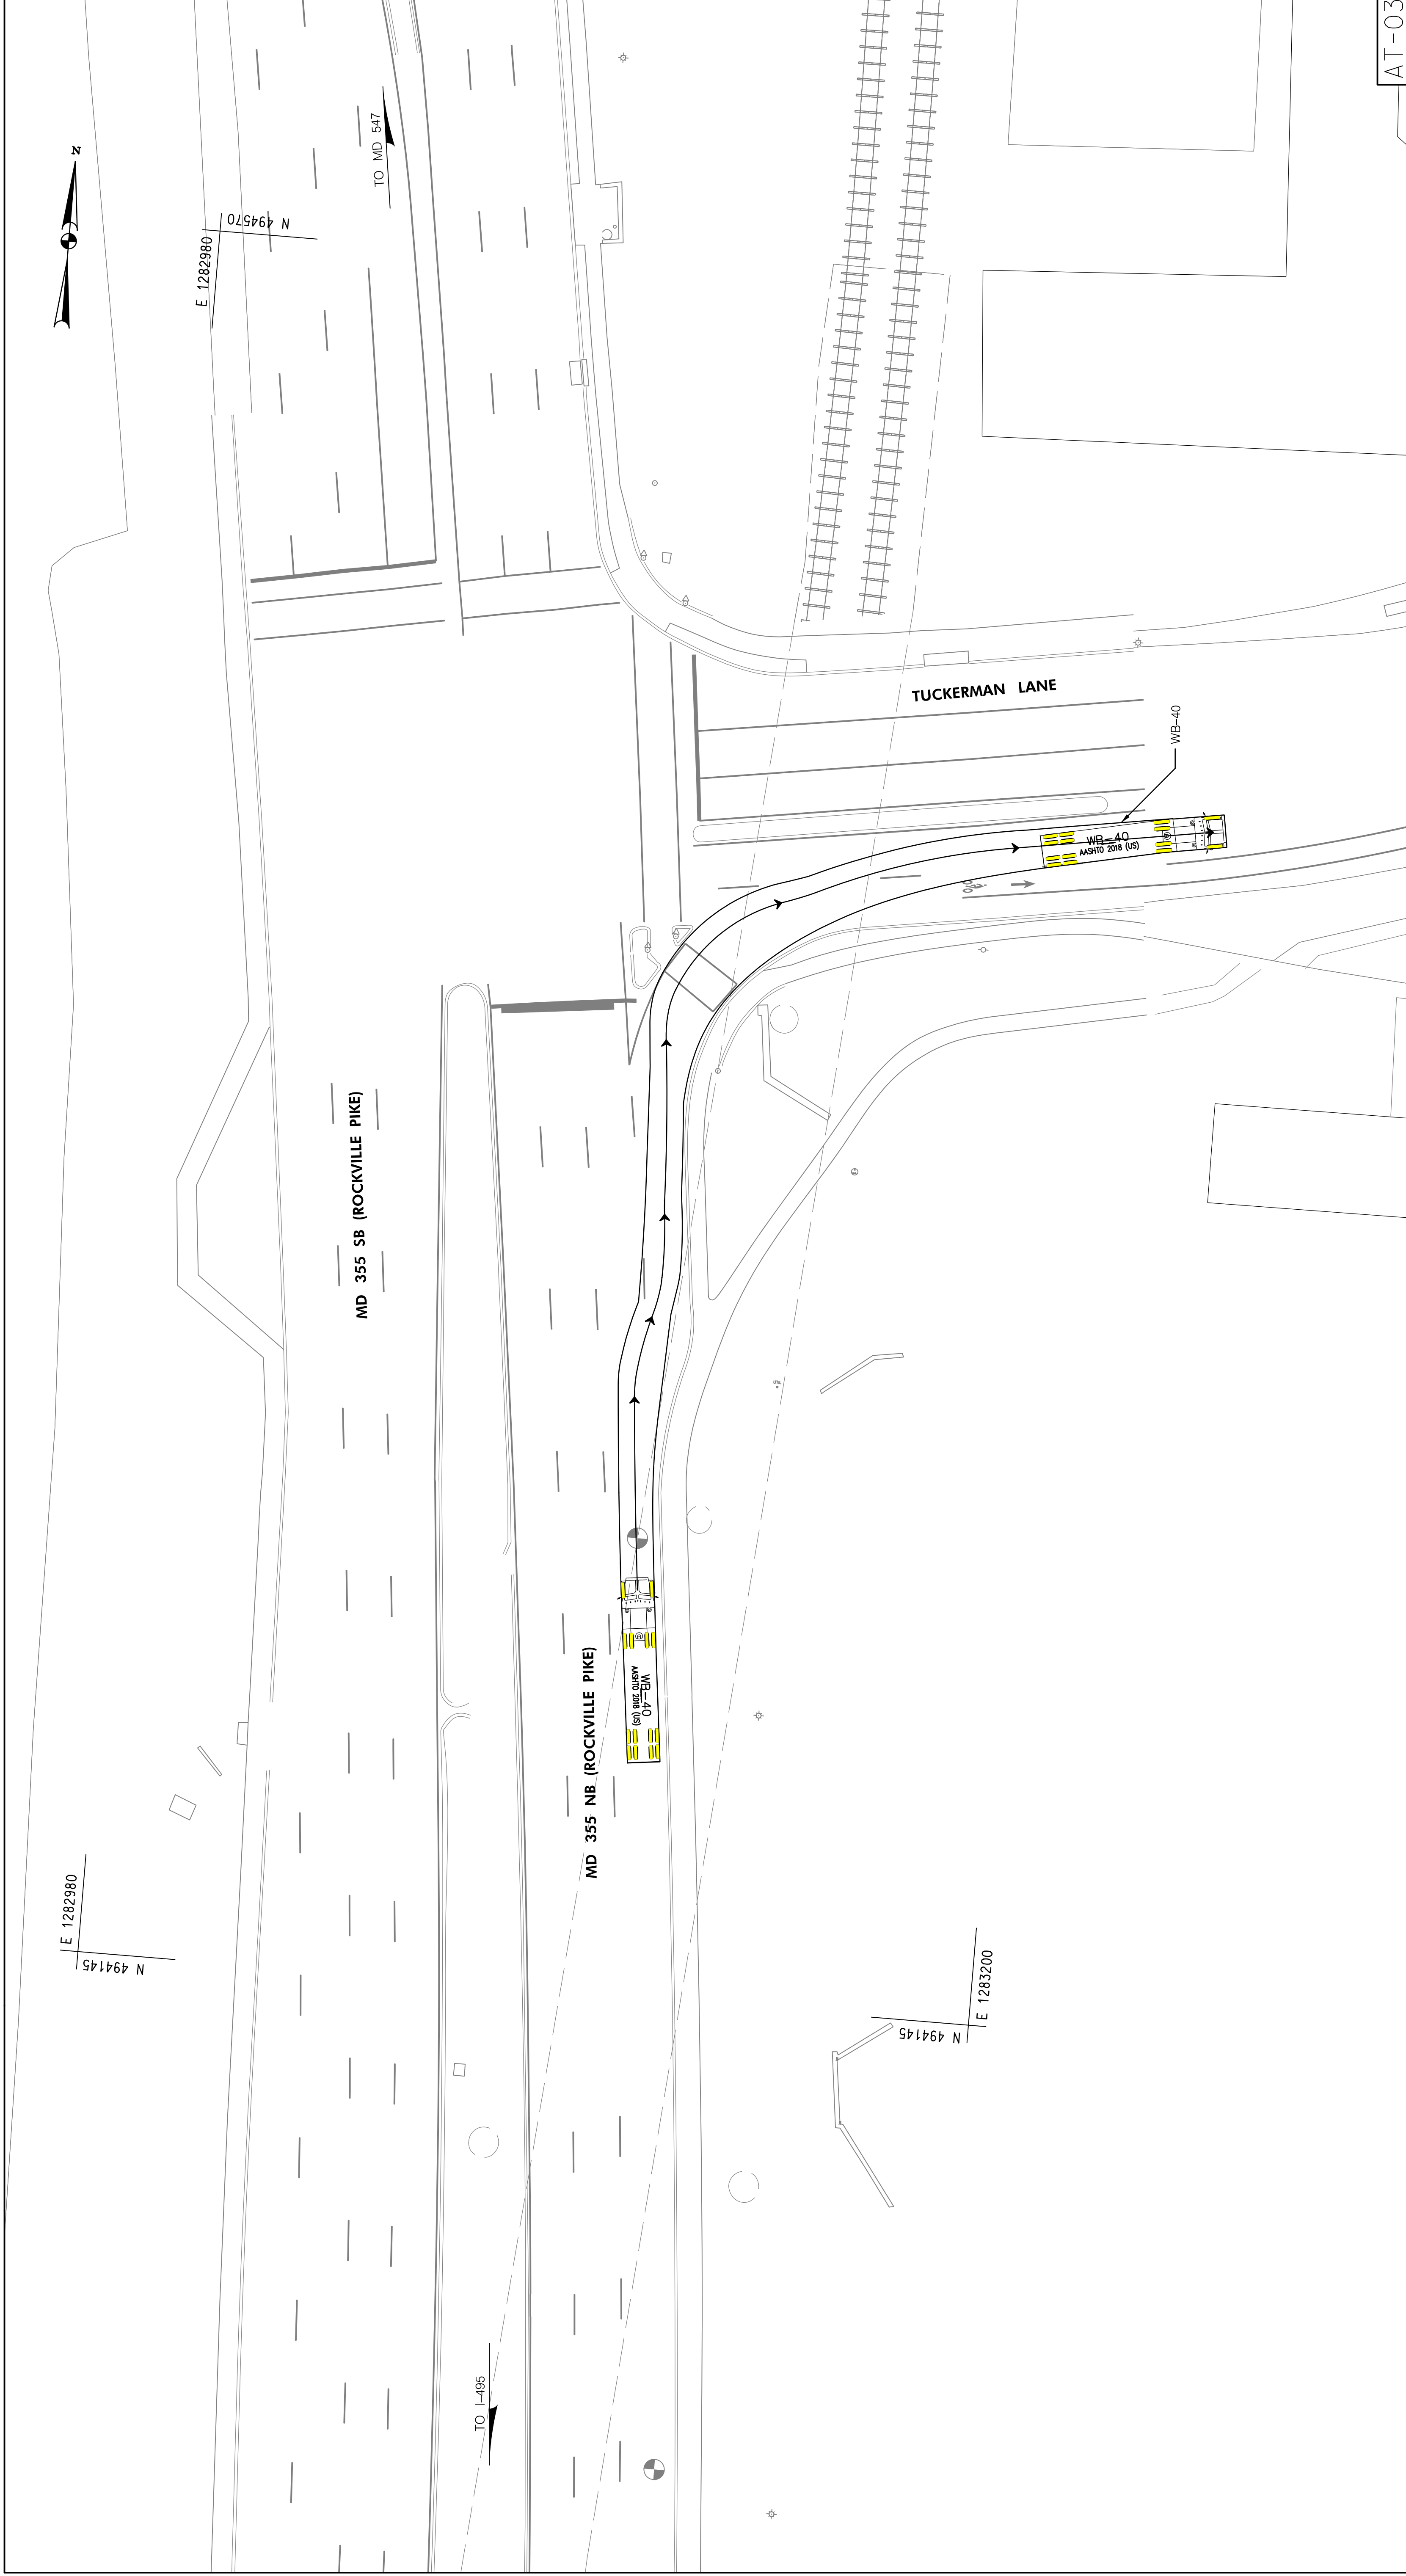 AT-03
N
TO MD 547
E 1282980
N 494570
TUCKERMAN LANE
WB-40
WB-40
AASHTO 2018 (US)
MD 355 SB (ROCKVILLE PIKE)
WB-40
AASHTO 2018 (US)
MD 355 NB (ROCKVILLE PIKE)
E 1282980
N 494145
E 1283200
N 494145
TO I-495